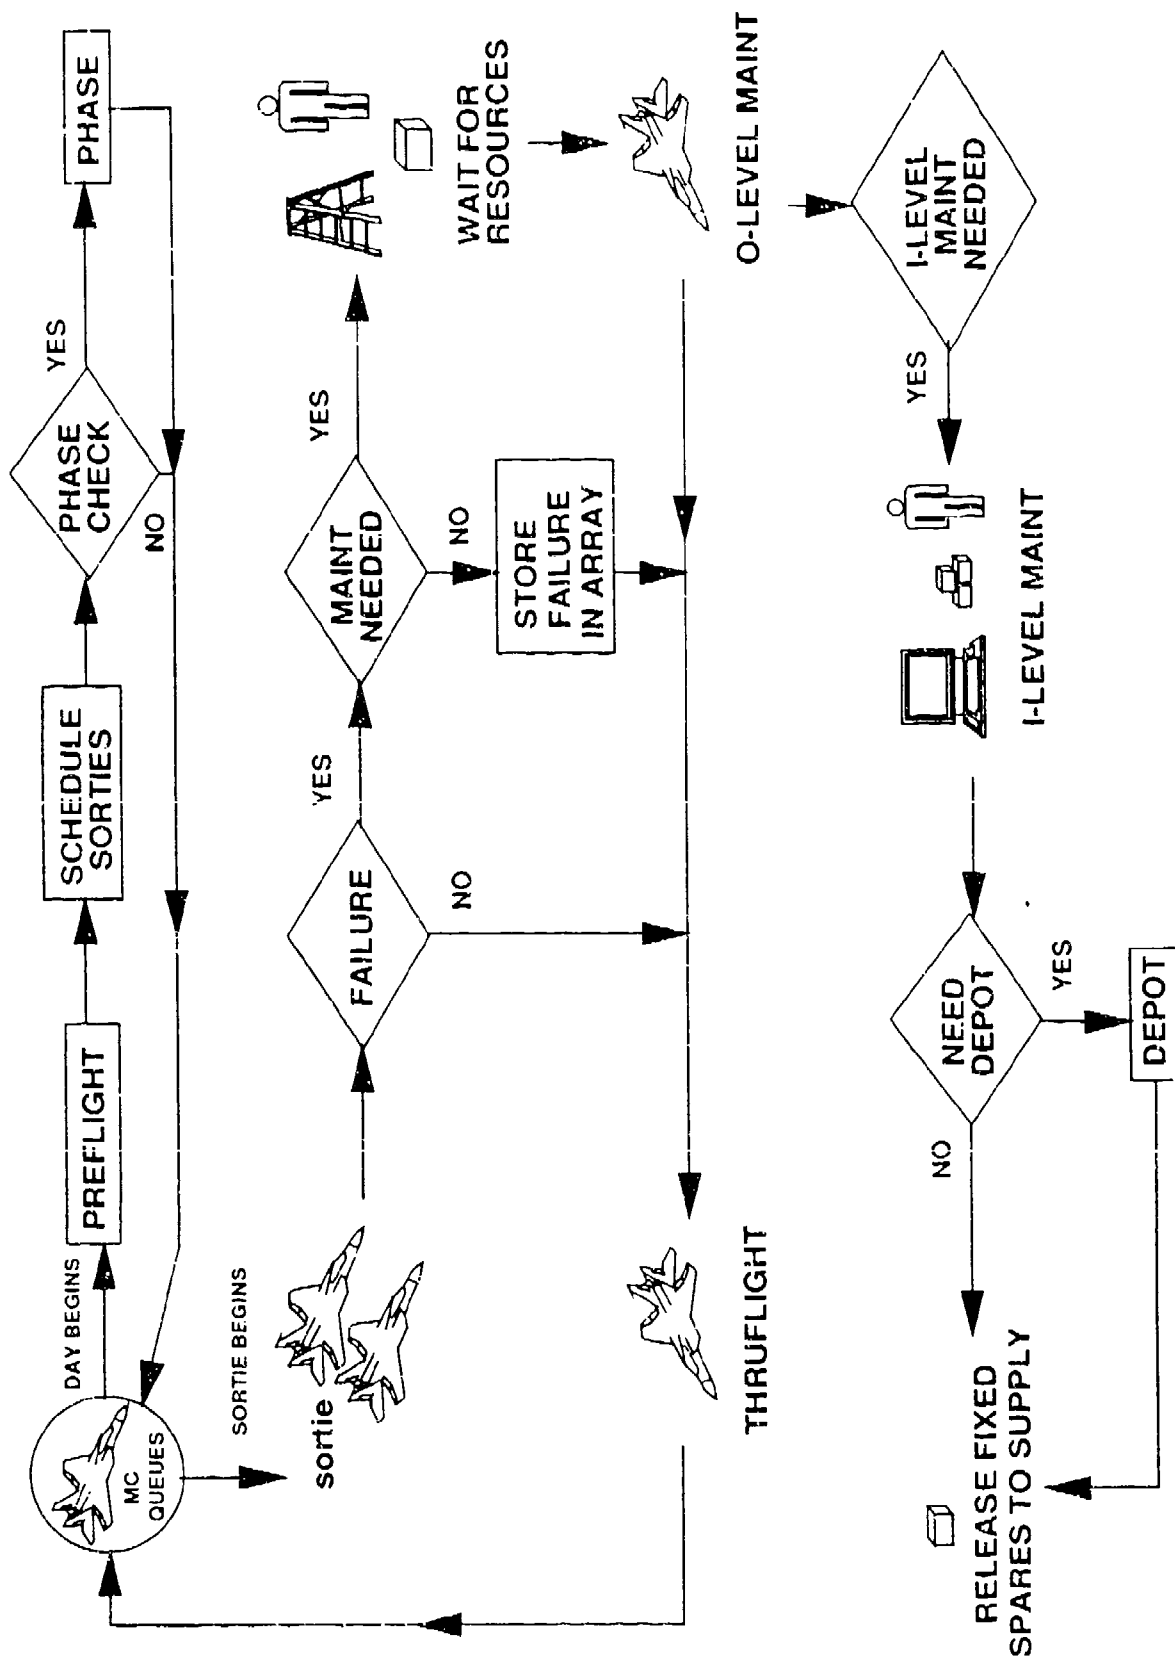 DAY BEGINS
PREFLIGHT
SCHEDULE
SORTIES
PHASE
CHECK
YES
PHASE
NO
MC
QUEUES
SORTIE BEGINS
sortie
FAILURE
YES
NO
MAINT
NEEDED
YES
NO
STORE
FAILURE
IN ARRAY
WAIT FOR
RESOURCES
O-LEVEL MAINT
THRUFLIGHT
I-LEVEL
MAINT
NEEDED
YES
I-LEVEL MAINT
NEED
DEPOT
NO
YES
DEPOT
RELEASE FIXED
SPARES TO SUPPLY